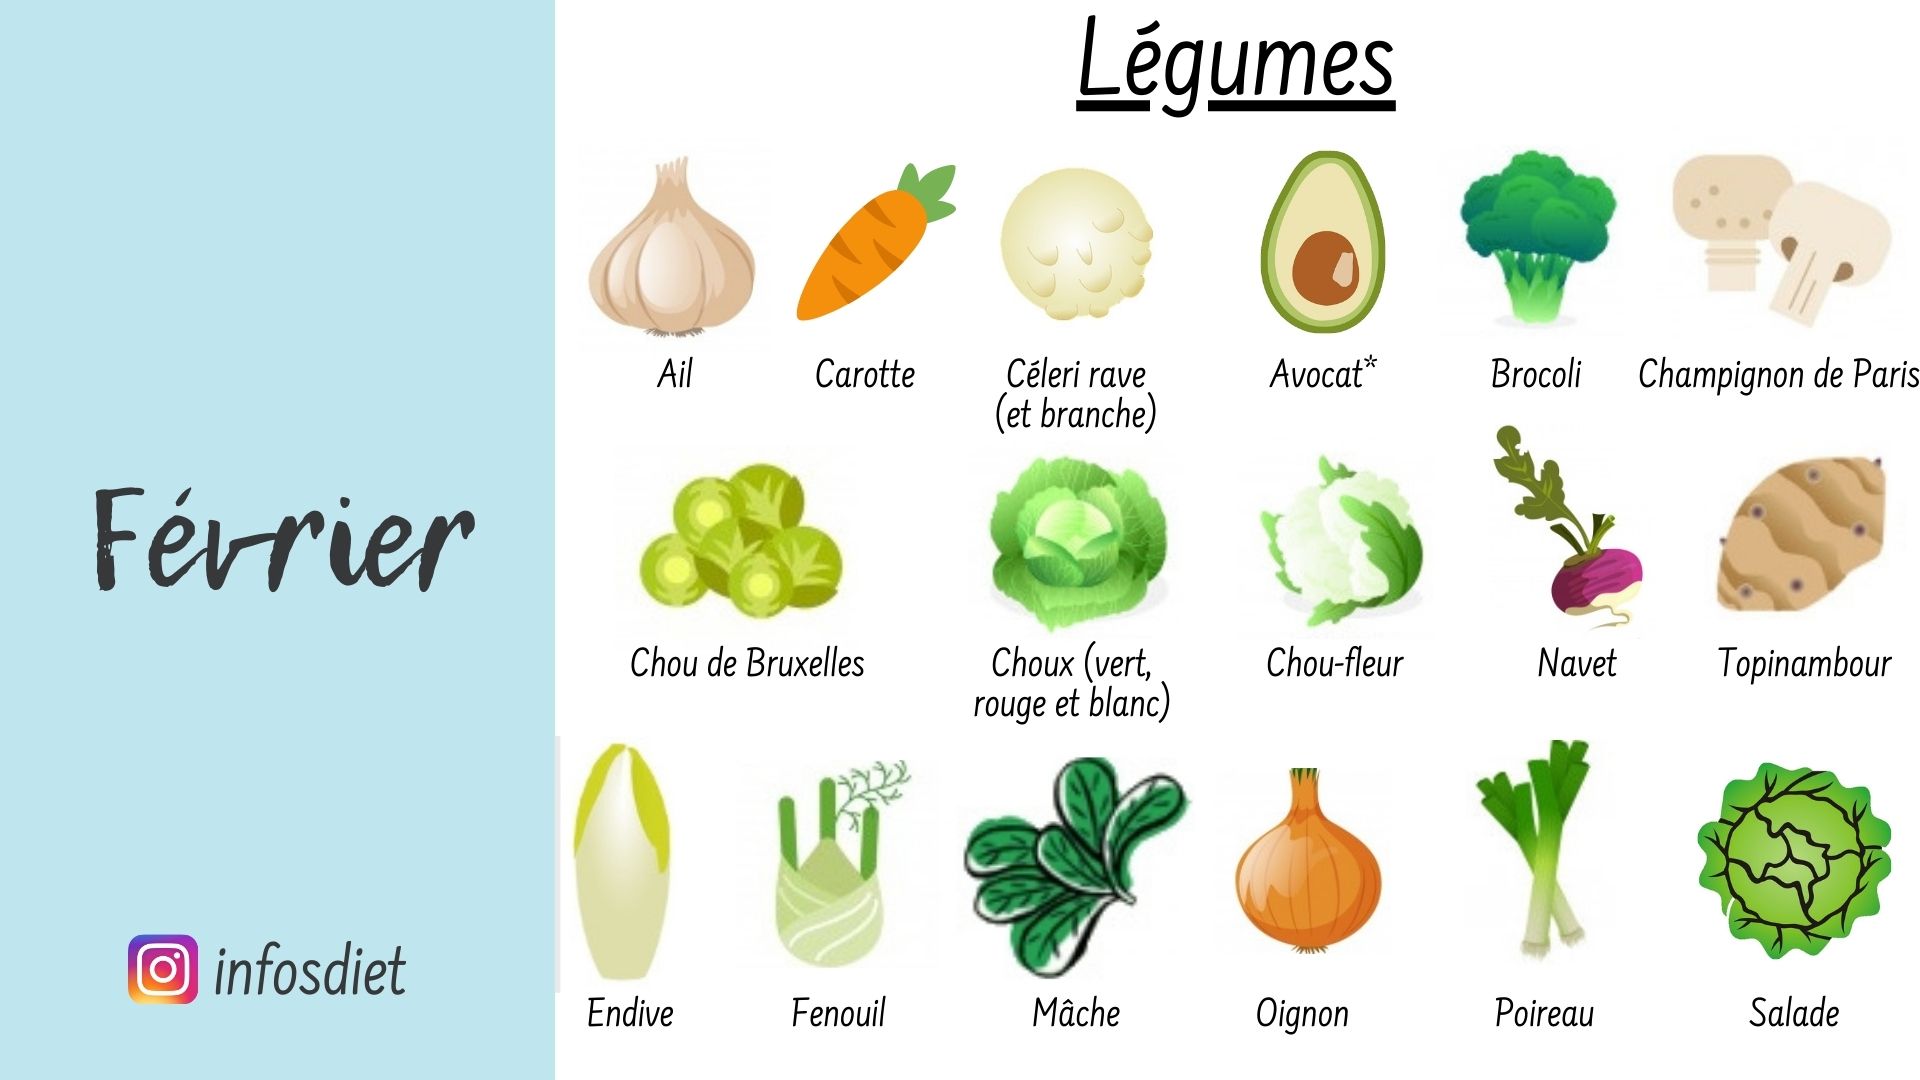 Légumes
Ail
Carotte
Céleri rave
(et branche)
Avocat*
Brocoli
Champignon de Paris
Chou de Bruxelles
Choux (vert,
rouge et blanc)
Chou-fleur
Navet
Topinambour
Endive
Fenouil
Mâche
Oignon
Poireau
Salade
Février
infosdiet